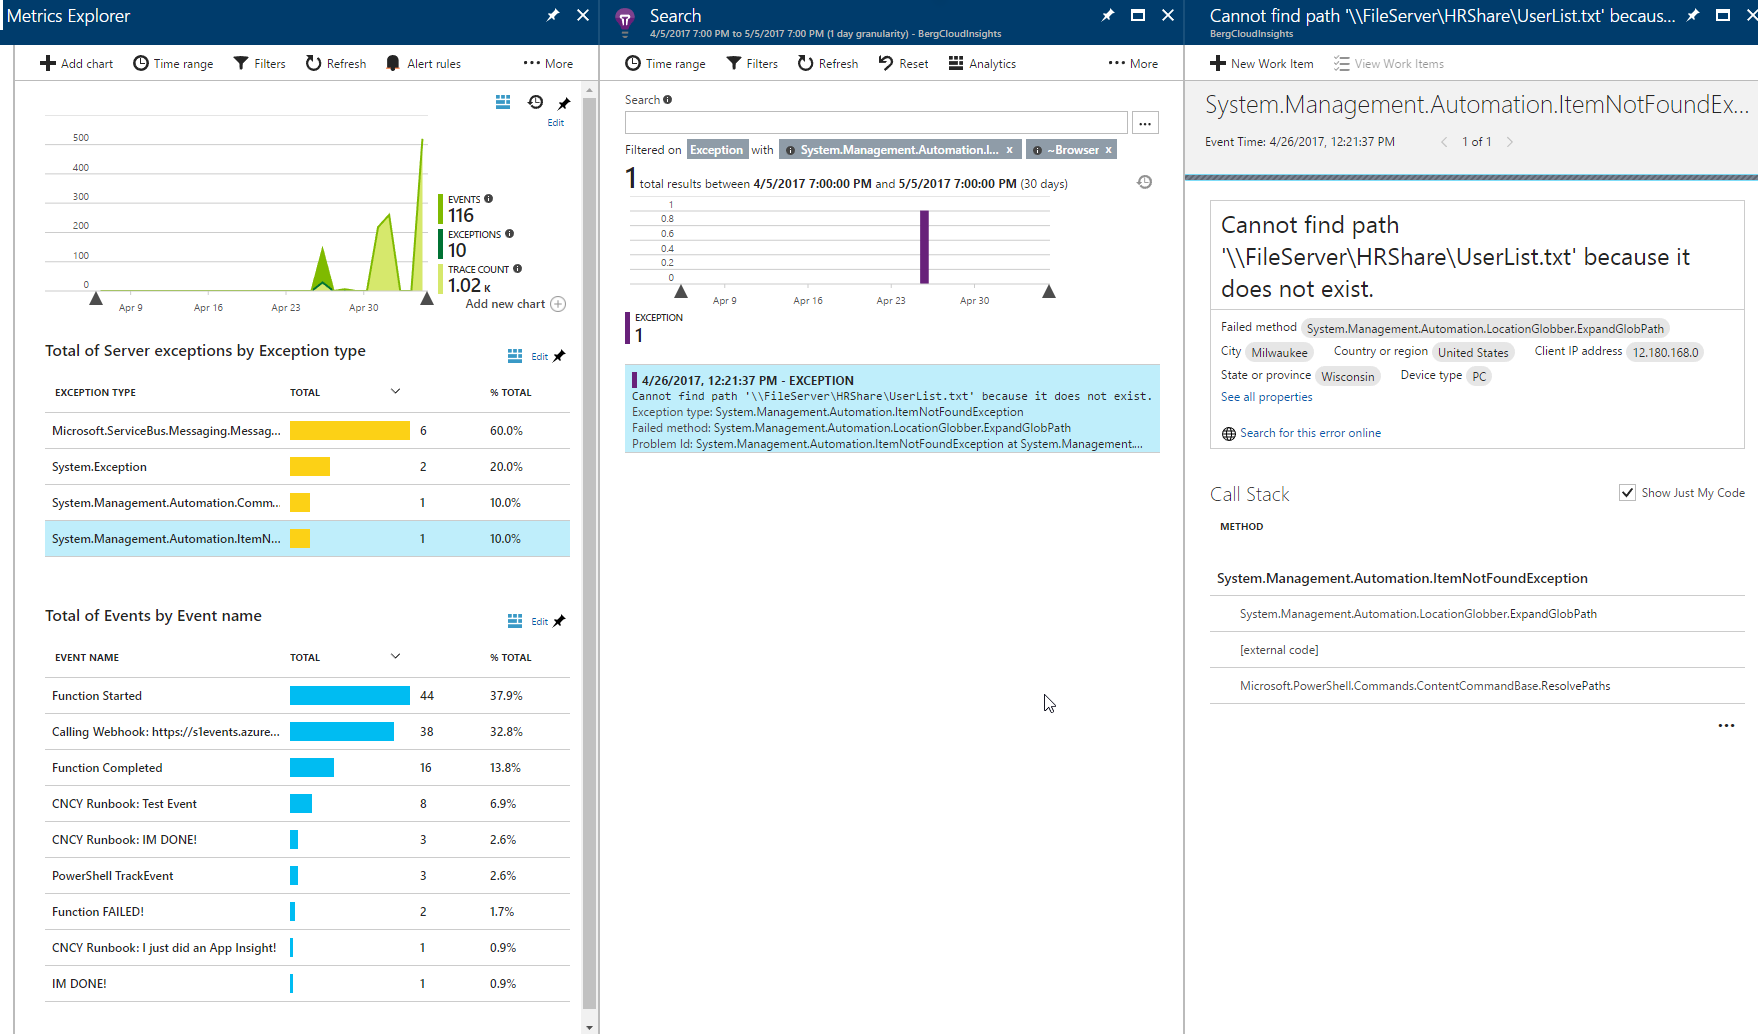 Metrics Explorer
Add chart Time range Filters Refresh Alert rules ••• More
Edit
500
400
300
200
100
0
Apr 9 Apr 16 Apr 23 Apr 30
EVENTS
116
EXCEPTIONS
10
TRACE COUNT
1.02 K
Add new chart
Total of Server exceptions by Exception type
Edit
EXCEPTION TYPE TOTAL % TOTAL
Microsoft.ServiceBus.Messaging.Messag... 6 60.0%
System.Exception 2 20.0%
System.Management.Automation.Comm... 1 10.0%
System.Management.Automation.ItemN... 1 10.0%
Total of Events by Event name
Edit
EVENT NAME TOTAL % TOTAL
Function Started 44 37.9%
Calling Webhook: https://s1events.azure... 38 32.8%
Function Completed 16 13.8%
CNCY Runbook: Test Event 8 6.9%
CNCY Runbook: IM DONE! 3 2.6%
PowerShell TrackEvent 3 2.6%
Function FAILED! 2 1.7%
CNCY Runbook: I just did an App Insight! 1 0.9%
IM DONE! 1 0.9%
Search
4/5/2017 7:00 PM to 5/5/2017 7:00 PM (1 day granularity) - BergCloudInsights
Time range Filters Refresh Reset Analytics ••• More
Search
...
Filtered on Exception with System.Management.Automation.I... x ~Browser x
1 total results between 4/5/2017 7:00:00 PM and 5/5/2017 7:00:00 PM (30 days)
1
0.8
0.6
0.4
0.2
0
Apr 9 Apr 16 Apr 23 Apr 30
EXCEPTION
1
4/26/2017, 12:21:37 PM - EXCEPTION
Cannot find path '\\FileServer\HRShare\UserList.txt' because it does not exist.
Exception type: System.Management.Automation.ItemNotFoundException
Failed method: System.Management.Automation.LocationGlobber.ExpandGlobPath
Problem Id: System.Management.Automation.ItemNotFoundException at System.Management....
Cannot find path '\\FileServer\HRShare\UserList.txt' becaus...
BergCloudInsights
New Work Item View Work Items
System.Management.Automation.ItemNotFoundEx...
Event Time: 4/26/2017, 12:21:37 PM 1 of 1
Cannot find path
'\\FileServer\HRShare\UserList.txt' because it
does not exist.
Failed method System.Management.Automation.LocationGlobber.ExpandGlobPath
City Milwaukee Country or region United States Client IP address 12.180.168.0
State or province Wisconsin Device type PC
See all properties
Search for this error online
Call Stack Show Just My Code
METHOD
System.Management.Automation.ItemNotFoundException
System.Management.Automation.LocationGlobber.ExpandGlobPath
[external code]
Microsoft.PowerShell.Commands.ContentCommandBase.ResolvePaths
•••